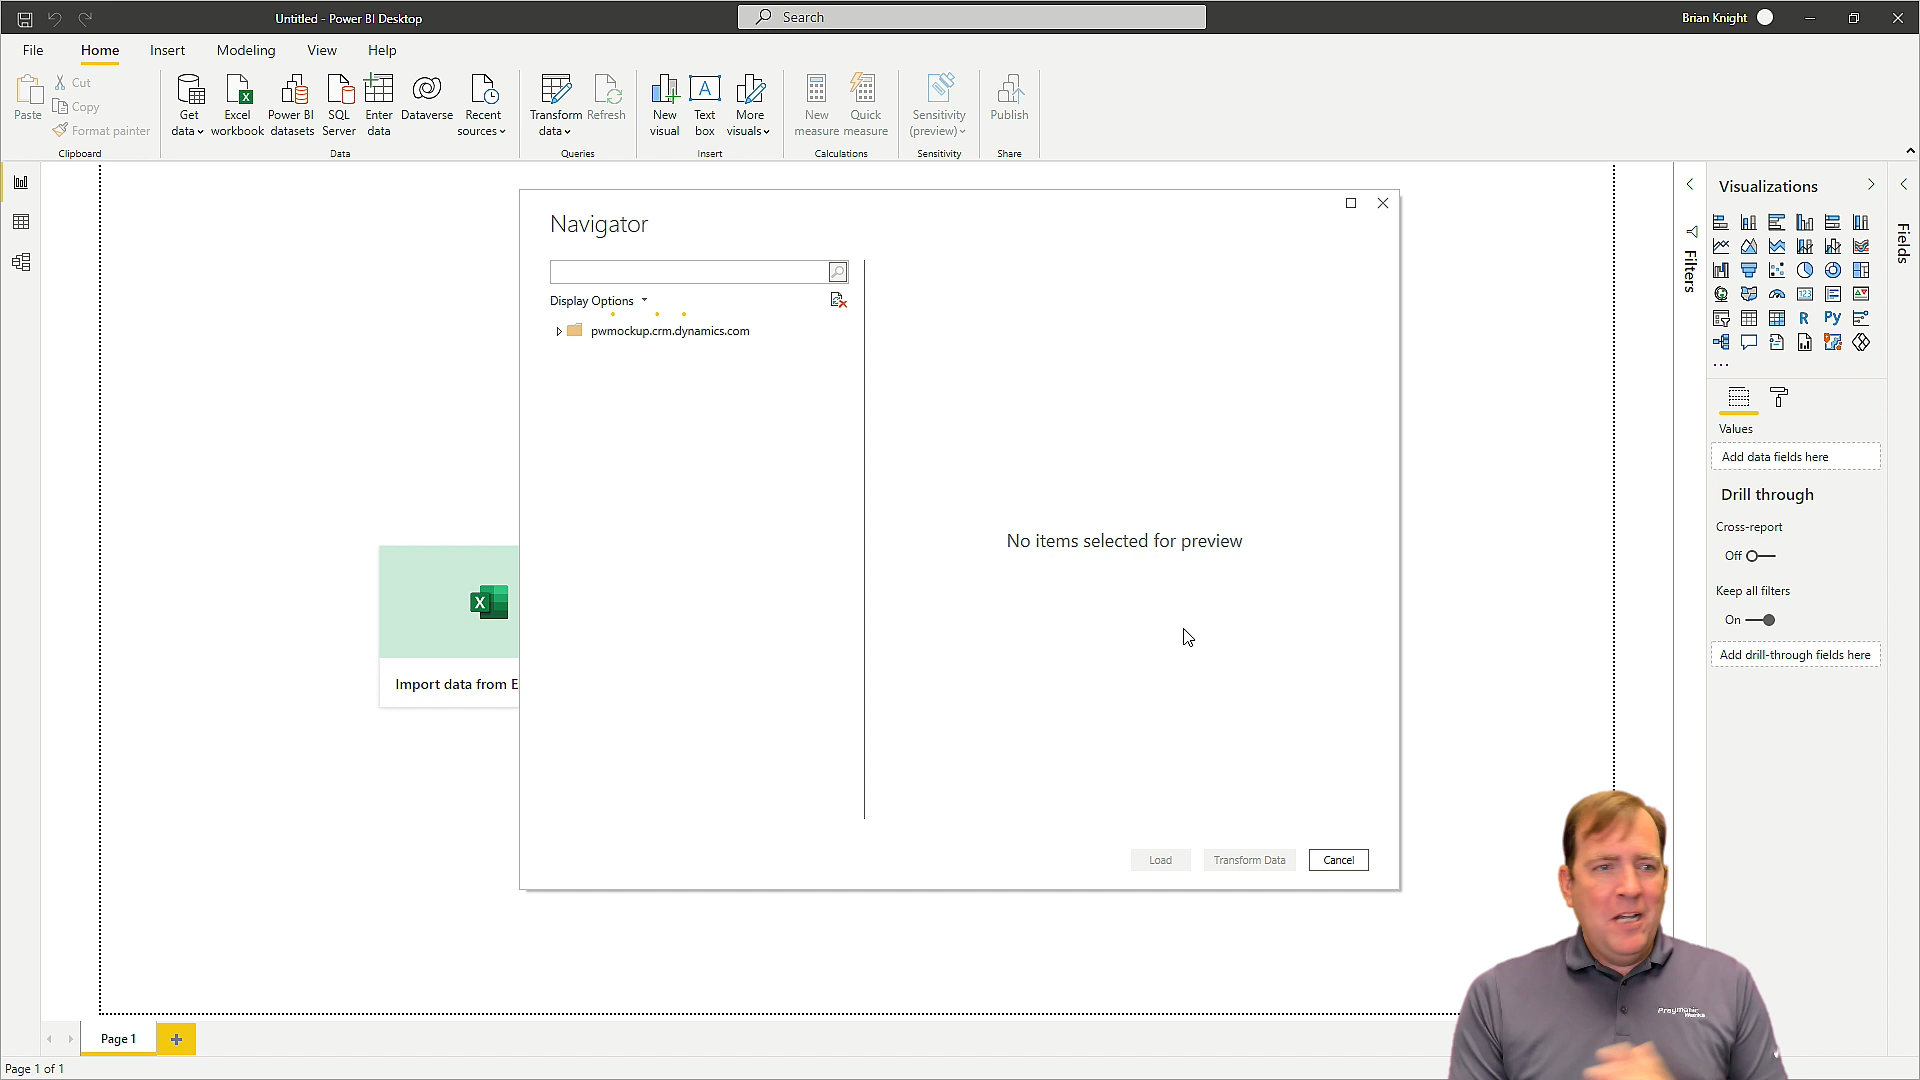 Untitled - Power BI Desktop
Search
Brian Knight
File
Home
Insert
Modeling
View
Help
Paste
Cut
Copy
Format painter
Clipboard
Get data
Excel workbook
Power BI datasets
SQL Server
Enter data
Dataverse
Recent sources
Data
Transform data
Refresh
Queries
New visual
Text box
More visuals
Insert
New measure
Quick measure
Calculations
Sensitivity (preview)
Sensitivity
Publish
Share
Navigator
Display Options
pwmockup.crm.dynamics.com
No items selected for preview
Load
Transform Data
Cancel
Import data from E
Filters
Visualizations
R
Py
123
Values
Add data fields here
Drill through
Cross-report
Off
Keep all filters
On
Add drill-through fields here
Fields
Pragmatic
Works
Page 1
Page 1 of 1